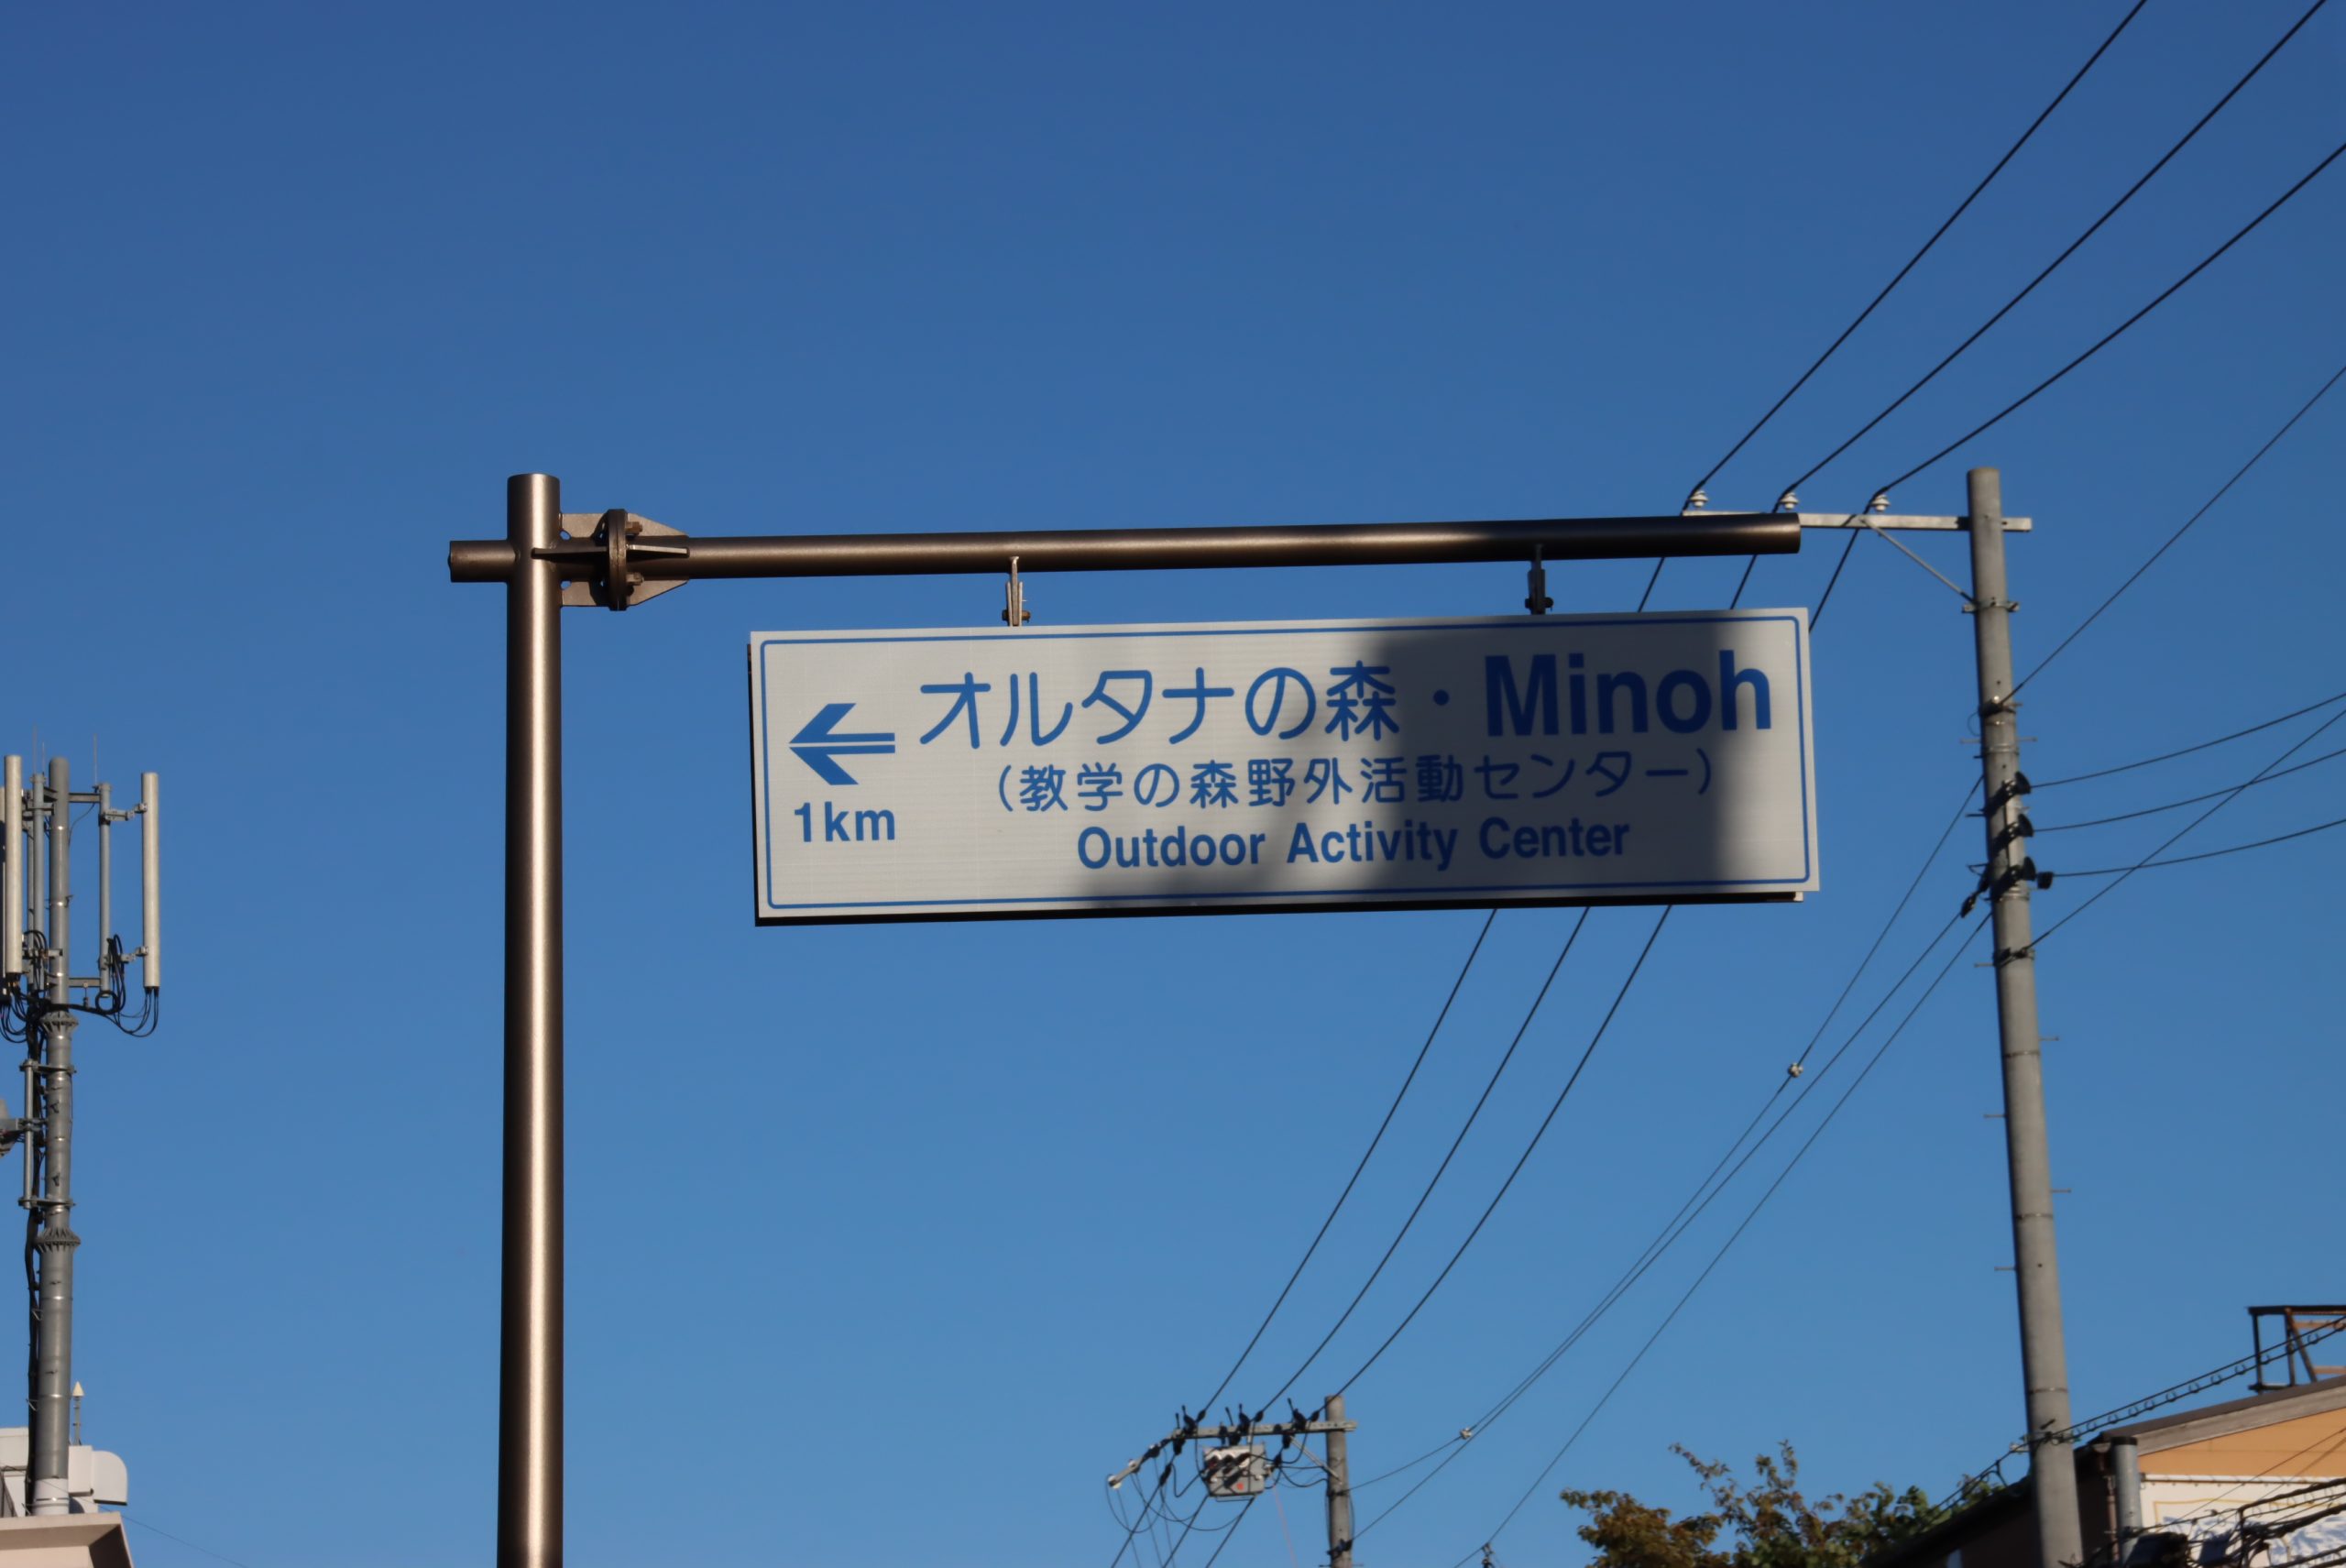 オルタナの森・Minoh
(教学の森野外活動センター)
Outdoor Activity Center
1km